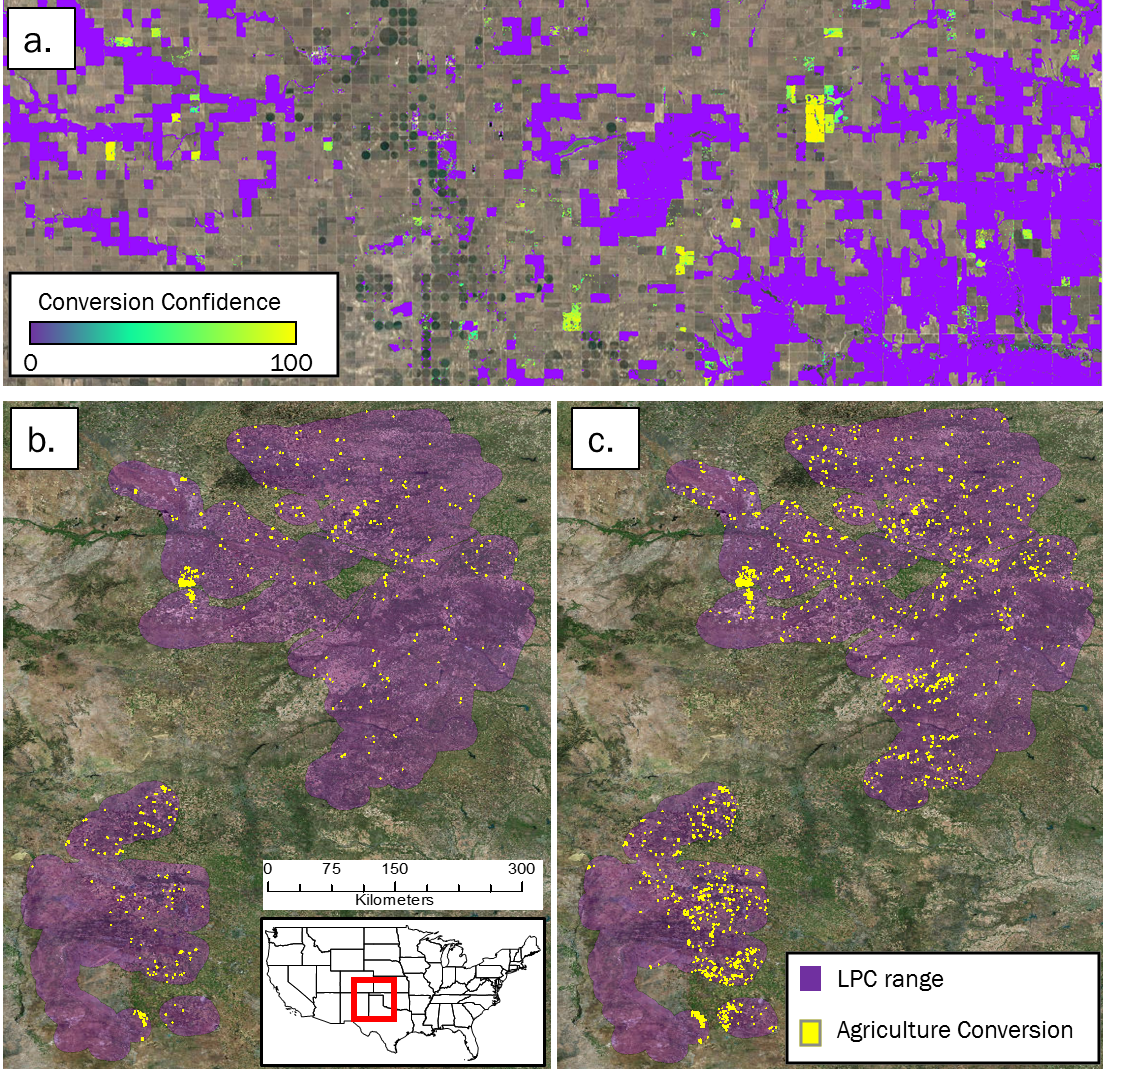 a.
Conversion Confidence
0 100
b.
c.
0 75 150 300
Kilometers
LPC range
Agriculture Conversion